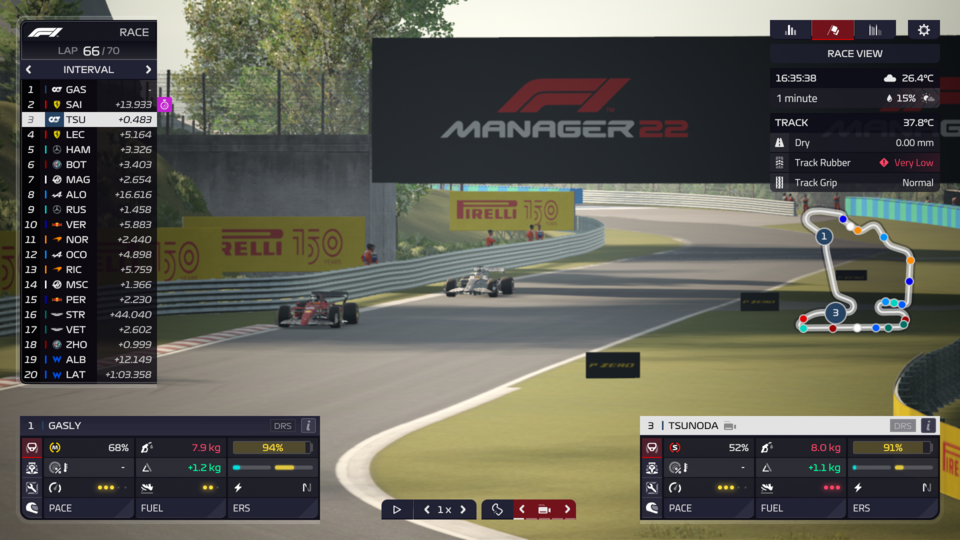 RACE
LAP 66/70
INTERVAL
1 GAS -
2 SAI +13.933
3 TSU +0.483
4 LEC +5.164
5 HAM +3.326
6 BOT +3.403
7 MAG +2.654
8 ALO +16.616
9 RUS +1.458
10 VER +5.883
11 NOR +2.440
12 OCO +4.898
13 RIC +5.759
14 MSC +1.366
15 PER +2.230
16 STR +44.040
17 VET +2.602
18 ZHO +0.999
19 ALB +12.149
20 LAT +1:03.358
F1
MANAGER 22
PIRELLI 150
RELLI 150
YEARS
150
P ZERO
P ZERO
RACE VIEW
16:35:38 26.4°C
1 minute 15%
TRACK 37.8°C
Dry 0.00 mm
Track Rubber Very Low
Track Grip Normal
1
3
1 GASLY DRS i
M 68% 7.9 kg 94%
- +1.2 kg
PACE FUEL ERS
1x
3 TSUNODA DRS i
S 52% 8.0 kg 91%
- +1.1 kg
PACE FUEL ERS